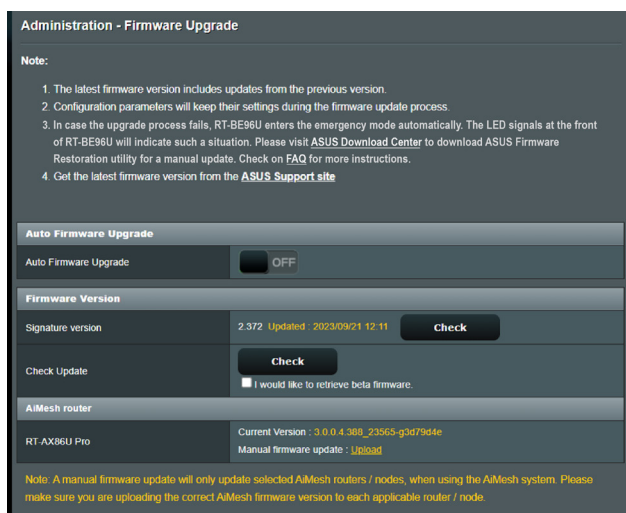 Administration - Firmware Upgrade
Note:
1. The latest firmware version includes updates from the previous version.
2. Configuration parameters will keep their settings during the firmware update process.
3. In case the upgrade process fails, RT-BE96U enters the emergency mode automatically. The LED signals at the front
of RT-BE96U will indicate such a situation. Please visit ASUS Download Center to download ASUS Firmware
Restoration utility for a manual update. Check on FAQ for more instructions.
4. Get the latest firmware version from the ASUS Support site
Auto Firmware Upgrade
Auto Firmware Upgrade OFF
Firmware Version
Signature version 2.372 Updated : 2023/09/21 12:11 Check
Check Update Check
I would like to retrieve beta firmware.
AiMesh router
RT-AX86U Pro Current Version : 3.0.0.4.388_23565-g3d79d4e
Manual firmware update : Upload
Note: A manual firmware update will only update selected AiMesh routers / nodes, when using the AiMesh system. Please
make sure you are uploading the correct AiMesh firmware version to each applicable router / node.